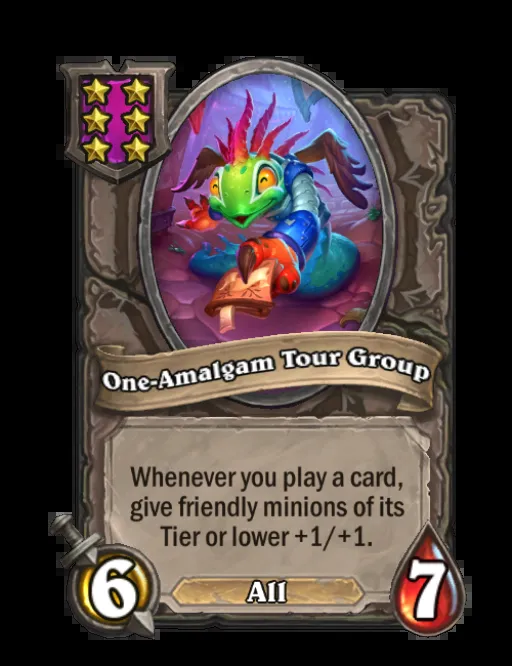 One-Amalgam Tour Group
Whenever you play a card,
give friendly minions of its
Tier or lower +1/+1.
6
All
7